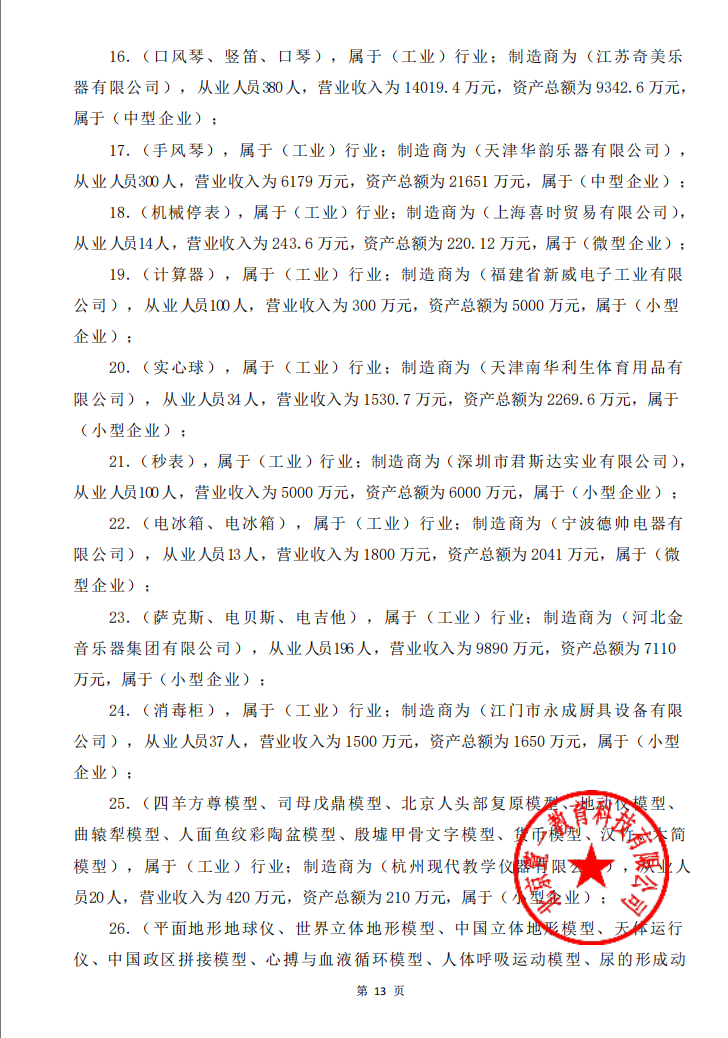 16.（口风琴、竖笛、口琴），属于（工业）行业；制造商为（江苏奇美乐
器有限公司），从业人员380人，营业收入为14019.4万元，资产总额为9342.6万元，
属于（中型企业）；
17.（手风琴），属于（工业）行业；制造商为（天津华韵乐器有限公司），
从业人员300人，营业收入为6179万元，资产总额为21651万元，属于（中型企业）；
18.（机械停表），属于（工业）行业；制造商为（上海喜时贸易有限公司），
从业人员14人，营业收入为243.6万元，资产总额为220.12万元，属于（微型企业）；
19.（计算器），属于（工业）行业；制造商为（福建省新威电子工业有限
公司），从业人员100人，营业收入为300万元，资产总额为5000万元，属于（小型
企业）；
20.（实心球），属于（工业）行业；制造商为（天津南华利生体育用品有
限公司），从业人员34人，营业收入为1530.7万元，资产总额为2269.6万元，属于
（小型企业）；
21.（秒表），属于（工业）行业；制造商为（深圳市君斯达实业有限公司），
从业人员100人，营业收入为5000万元，资产总额为6000万元，属于（小型企业）；
22.（电冰箱、电冰箱），属于（工业）行业；制造商为（宁波德帅电器有
限公司），从业人员13人，营业收入为1800万元，资产总额为2041万元，属于（微
型企业）；
23.（萨克斯、电贝斯、电吉他），属于（工业）行业；制造商为（河北金
音乐器集团有限公司），从业人员196人，营业收入为9890万元，资产总额为7110
万元，属于（小型企业）；
24.（消毒柜），属于（工业）行业；制造商为（江门市永成厨具设备有限
公司），从业人员37人，营业收入为1500万元，资产总额为1650万元，属于（小型
企业）；
25.（四羊方尊模型、司母戊鼎模型、北京人头部复原模型、地动仪模型、
曲辕犁模型、人面鱼纹彩陶盆模型、殷墟甲骨文字模型、货币模型、汉代木简
模型），属于（工业）行业；制造商为（杭州现代教学仪器有限公司），从业人
员20人，营业收入为420万元，资产总额为210万元，属于（小型企业）；
26.（平面地形地球仪、世界立体地形模型、中国立体地形模型、天体运行
仪、中国政区拼接模型、心搏与血液循环模型、人体呼吸运动模型、尿的形成动
第 13 页